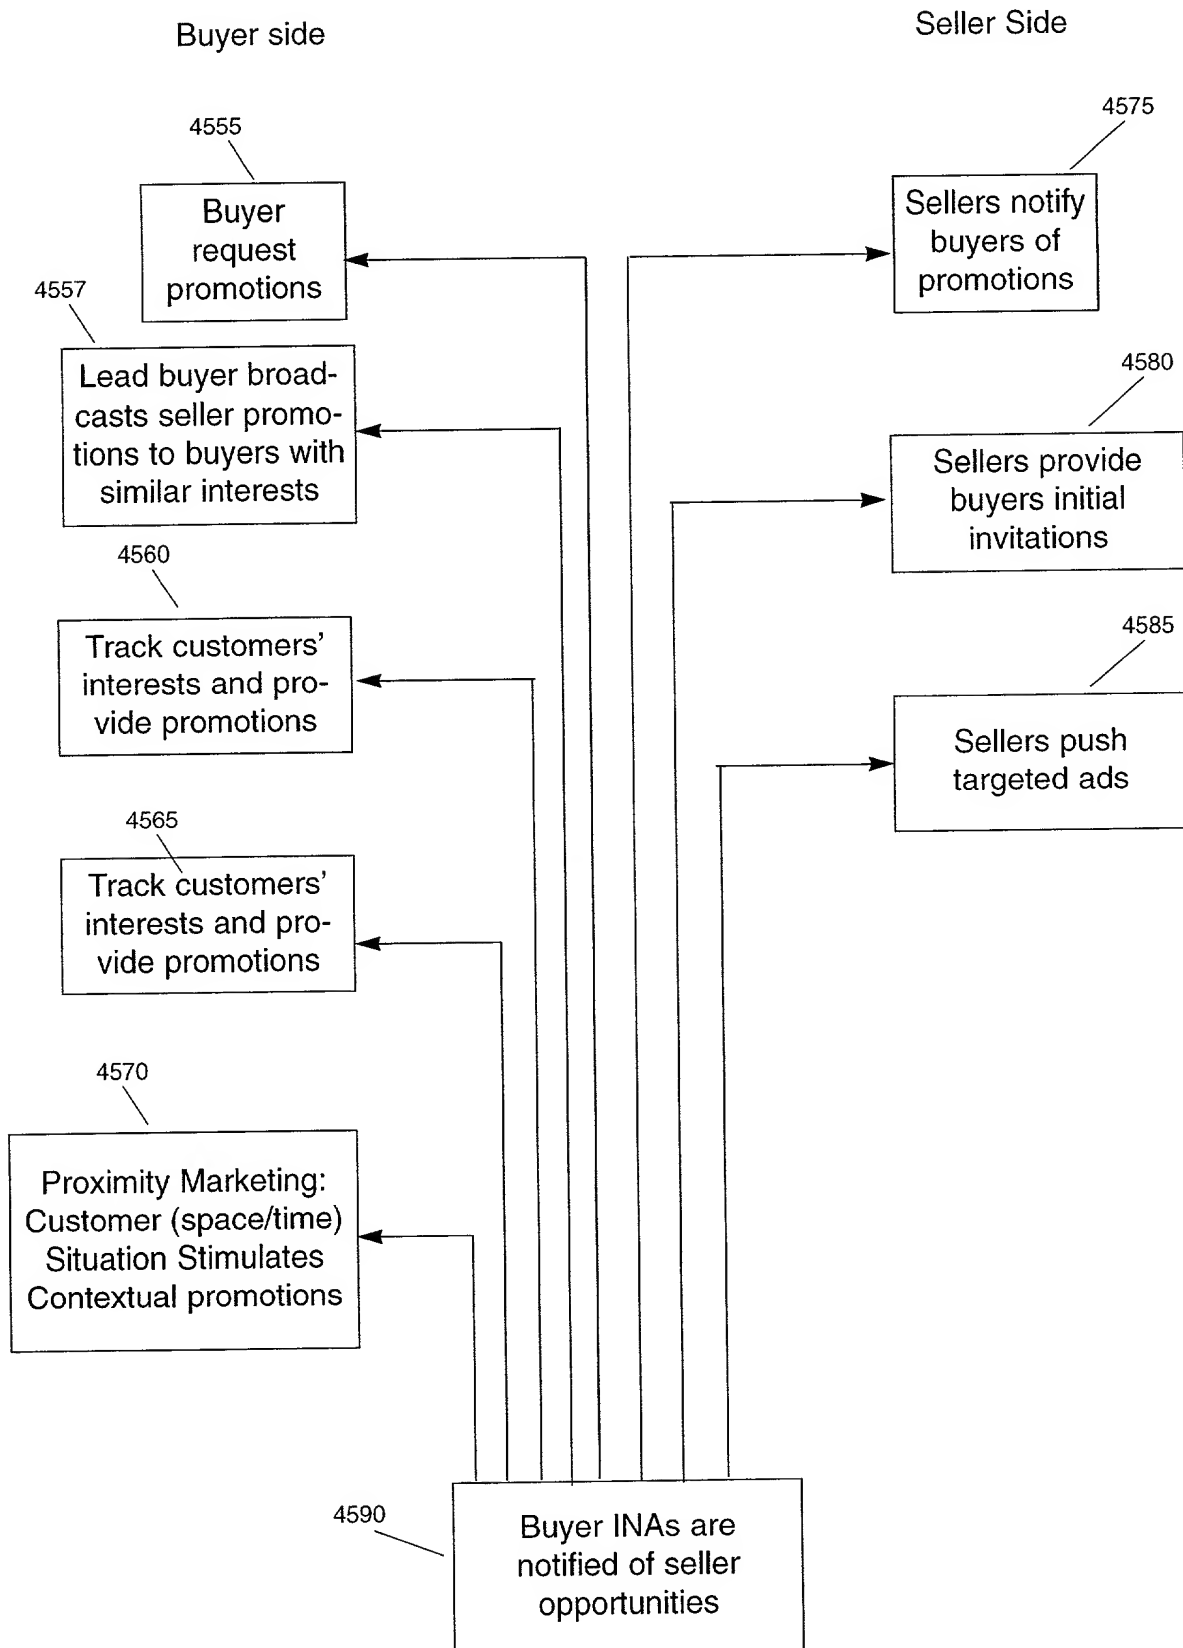 Buyer side
Seller Side
4555
Buyer
request
promotions
4557
Lead buyer broad-
casts seller promo-
tions to buyers with
similar interests
4560
Track customers'
interests and pro-
vide promotions
4565
Track customers'
interests and pro-
vide promotions
4570
Proximity Marketing:
Customer (space/time)
Situation Stimulates
Contextual promotions
4575
Sellers notify
buyers of
promotions
4580
Sellers provide
buyers initial
invitations
4585
Sellers push
targeted ads
4590
Buyer INAs are
notified of seller
opportunities